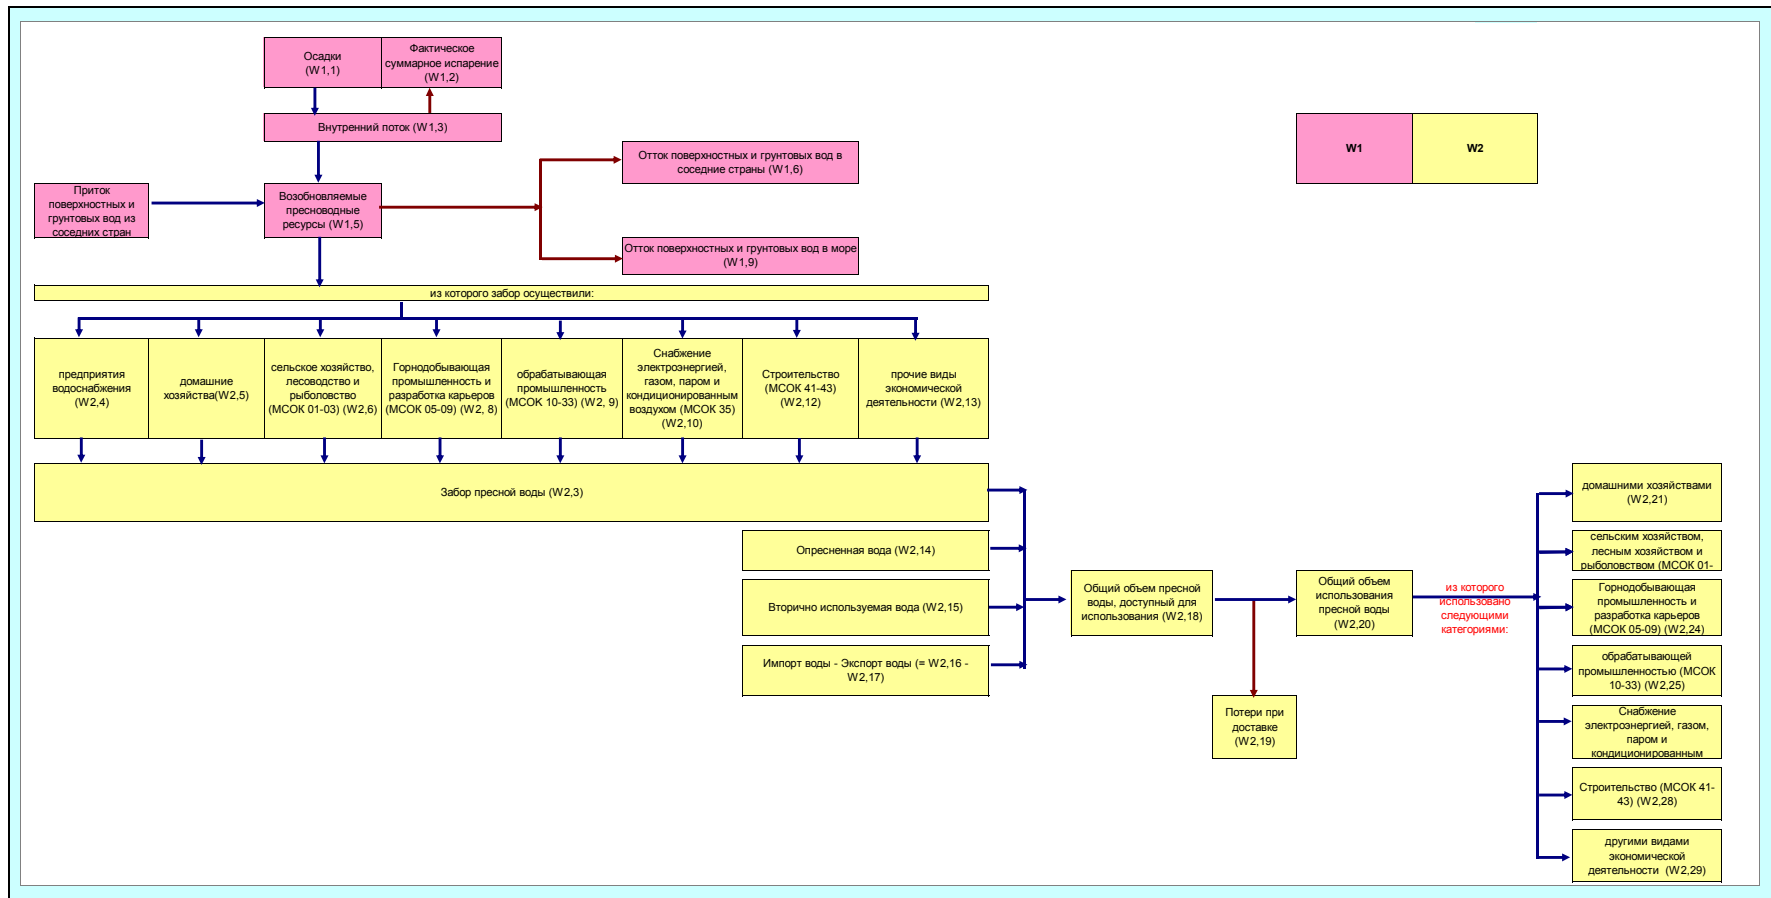 Осадки
(W1,1)
Фактическое
суммарное испарение
(W1,2)
Внутренний поток (W1,3)
W1
W2
Отток поверхностных и грунтовых вод в
соседние страны (W1,6)
Приток
поверхностных и
грунтовых вод из
соседних стран
Возобновляемые
пресноводные
ресурсы (W1,5)
Отток поверхностных и грунтовых вод в море
(W1,9)
из которого забор осуществили:
предприятия
водоснабжения
(W2,4)
домашние
хозяйства(W2,5)
сельское хозяйство,
лесоводство и
рыболовство
(МСОК 01-03) (W2,6)
Горнодобывающая
промышленность и
разработка карьеров
(МСОК 05-09) (W2, 8)
обрабатывающая
промышленность
(МСОК 10-33) (W2, 9)
Снабжение
электроэнергией,
газом, паром и
кондиционированным
воздухом (МСОК 35)
(W2,10)
Строительство
(МСОК 41-43)
(W2,12)
прочие виды
экономической
деятельности (W2,13)
Забор пресной воды (W2,3)
Опресненная вода (W2,14)
Вторично используемая вода (W2,15)
Импорт воды - Экспорт воды (= W2,16 -
W2,17)
Общий объем пресной
воды, доступный для
использования (W2,18)
Потери при
доставке
(W2,19)
Общий объем
использования
пресной воды
(W2,20)
из которого
использовано
следующими
категориями:
домашними хозяйствами
(W2,21)
сельским хозяйством,
лесным хозяйством и
рыболовством (МСОК 01-
Горнодобывающая
промышленность и
разработка карьеров
(МСОК 05-09) (W2,24)
обрабатывающей
промышленностью (МСОК
10-33) (W2,25)
Снабжение
электроэнергией, газом,
паром и
кондиционированным
Строительство (МСОК 41-
43) (W2,28)
другими видами
экономической
деятельности (W2,29)